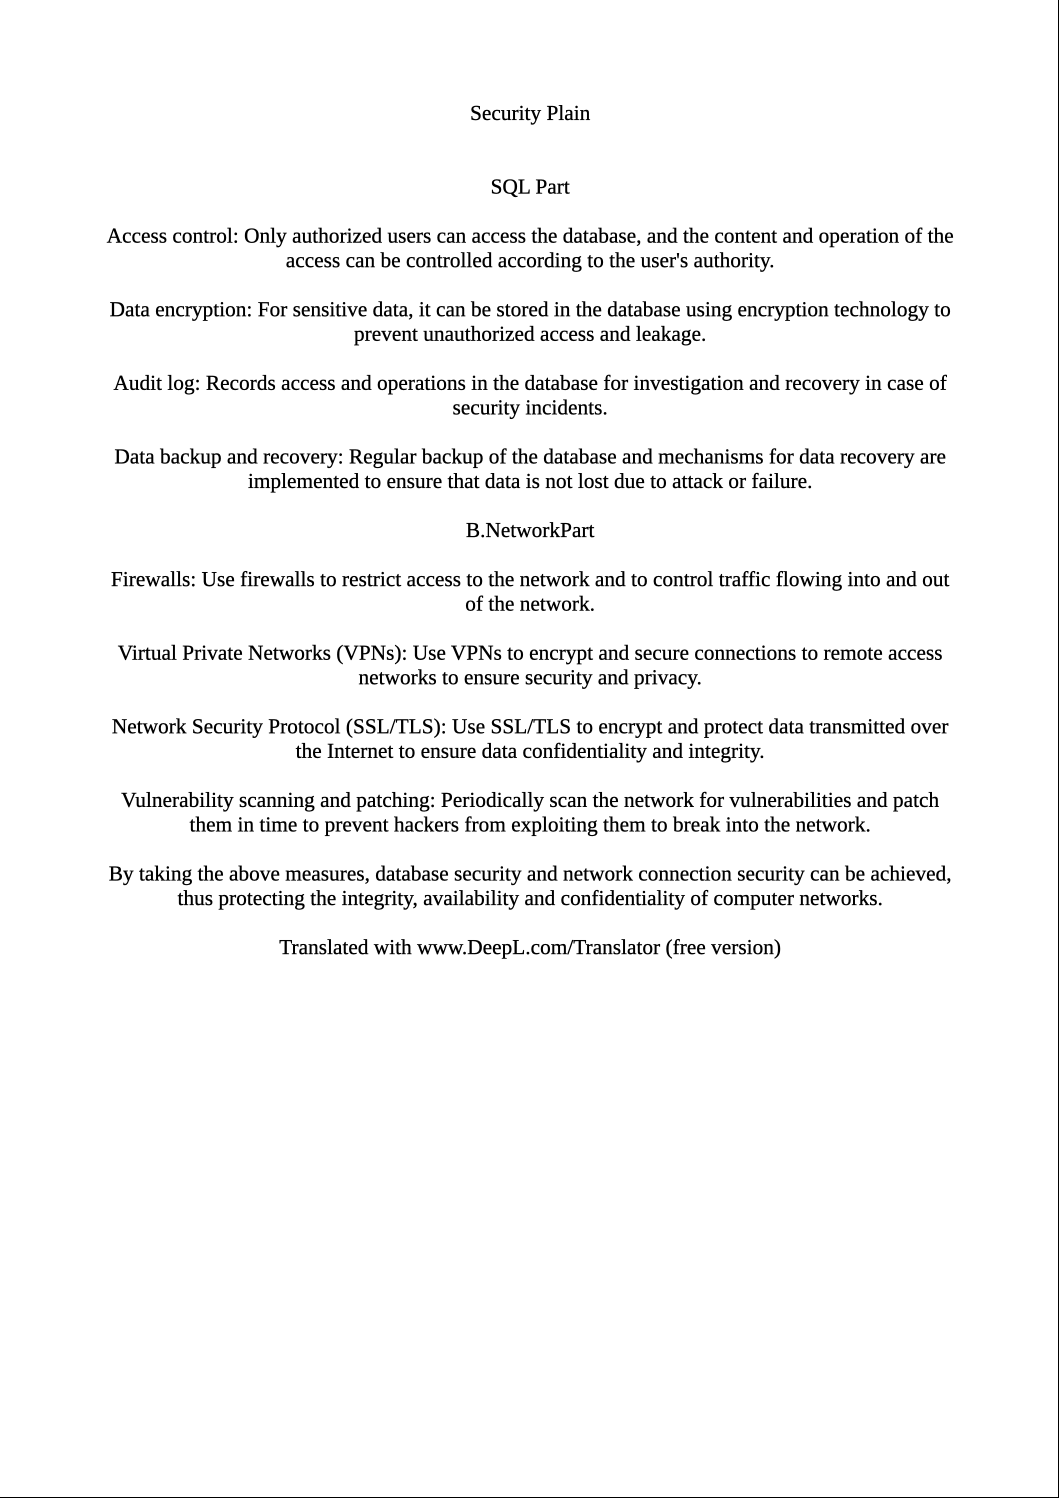 Security Plain
SQL Part
Access control: Only authorized users can access the database, and the content and operation of the
access can be controlled according to the user's authority.
Data encryption: For sensitive data, it can be stored in the database using encryption technology to
prevent unauthorized access and leakage.
Audit log: Records access and operations in the database for investigation and recovery in case of
security incidents.
Data backup and recovery: Regular backup of the database and mechanisms for data recovery are
implemented to ensure that data is not lost due to attack or failure.
B.NetworkPart
Firewalls: Use firewalls to restrict access to the network and to control traffic flowing into and out
of the network.
Virtual Private Networks (VPNs): Use VPNs to encrypt and secure connections to remote access
networks to ensure security and privacy.
Network Security Protocol (SSL/TLS): Use SSL/TLS to encrypt and protect data transmitted over
the Internet to ensure data confidentiality and integrity.
Vulnerability scanning and patching: Periodically scan the network for vulnerabilities and patch
them in time to prevent hackers from exploiting them to break into the network.
By taking the above measures, database security and network connection security can be achieved,
thus protecting the integrity, availability and confidentiality of computer networks.
Translated with www.DeepL.com/Translator (free version)